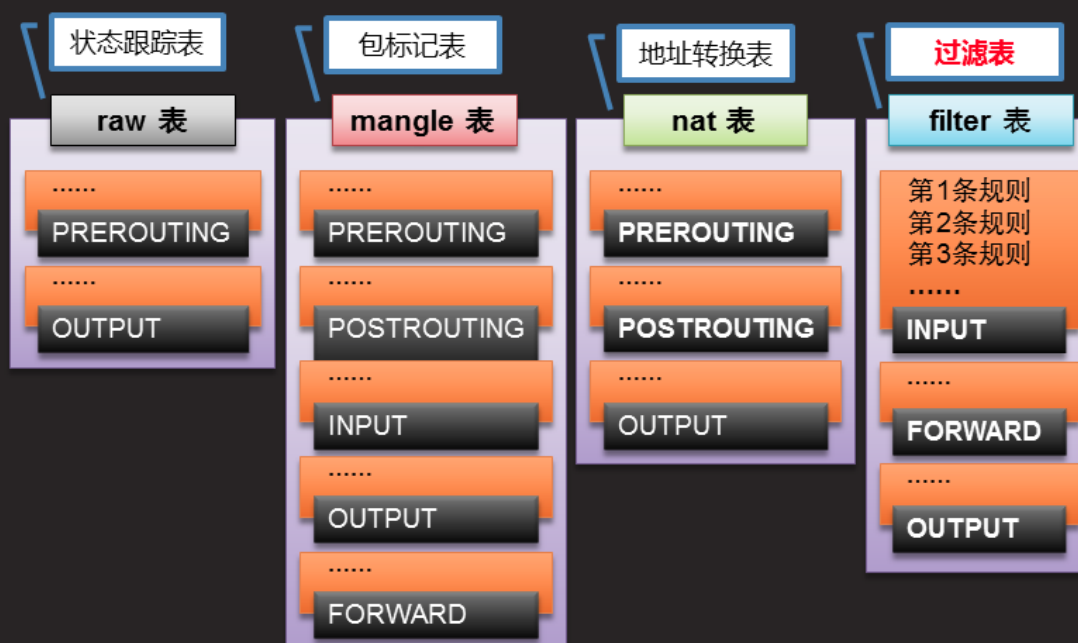 状态跟踪表
包标记表
地址转换表
过滤表
raw 表
mangle 表
nat 表
filter 表
......
PREROUTING
......
OUTPUT
......
PREROUTING
......
POSTROUTING
......
INPUT
......
OUTPUT
......
FORWARD
......
PREROUTING
......
POSTROUTING
......
OUTPUT
第1条规则
第2条规则
第3条规则
......
INPUT
......
FORWARD
......
OUTPUT